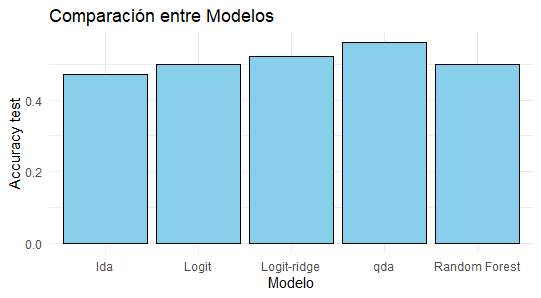 Comparación entre Modelos
Accuracy test
0.4
0.2
0.0
lda Logit Logit-ridge qda Random Forest
Modelo